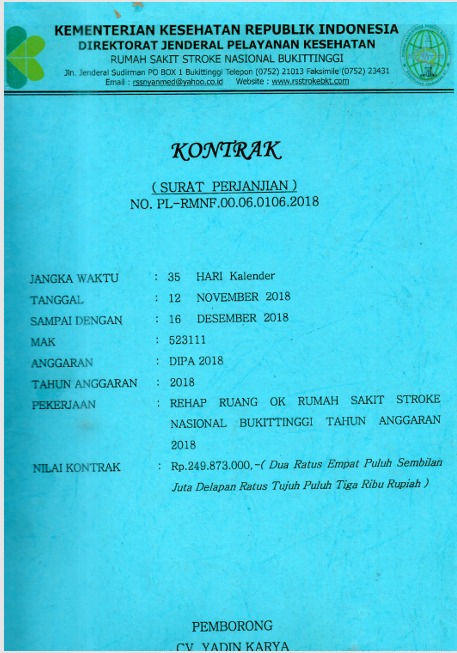 KEMENTERIAN KESEHATAN REPUBLIK INDONESIA
DIREKTORAT JENDERAL PELAYANAN KESEHATAN
RUMAH SAKIT STROKE NASIONAL BUKITTINGGI
Jln. Jenderal Sudirman PO BOX 1 Bukittinggi Telepon (0752) 21013 Faksimile (0752) 23431
Email : rssnyanmed@yahoo.co.id Website : www.rsstrokebkt.com
KONTRAK
( SURAT PERJANJIAN )
NO. PL-RMNF.00.06.0106.2018
JANGKA WAKTU : 35 HARI Kalender
TANGGAL : 12 NOVEMBER 2018
SAMPAI DENGAN : 16 DESEMBER 2018
MAK : 523111
ANGGARAN : DIPA 2018
TAHUN ANGGARAN : 2018
PEKERJAAN : REHAP RUANG OK RUMAH SAKIT STROKE
NASIONAL BUKITTINGGI TAHUN ANGGARAN
2018
NILAI KONTRAK : Rp.249.873.000,-( Dua Ratus Empat Puluh Sembilan
Juta Delapan Ratus Tujuh Puluh Tiga Ribu Rupiah )
PEMBORONG
CV. YADIN KARYA